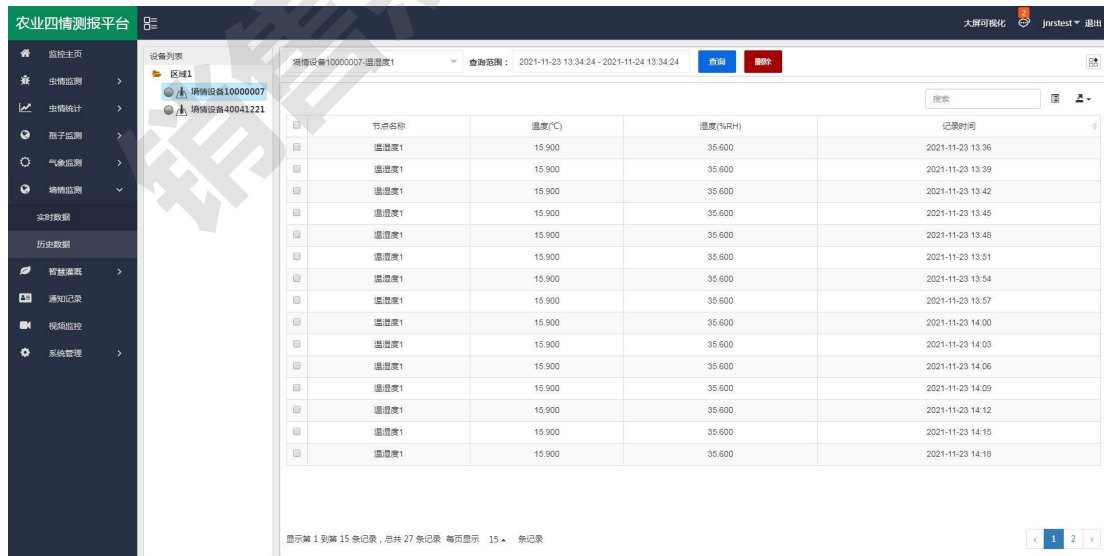 农业四情测报平台 大屏可视化 2 jnrstest 退出
监控主页
虫情监测
虫情统计
孢子监测
气象监测
墒情监测
实时数据
历史数据
智慧灌溉
通知记录
视频监控
系统管理
设备列表
区域1
墒情设备10000007
墒情设备40041221
墒情设备10000007-温湿度1 查询范围： 2021-11-23 13:34:24 - 2021-11-24 13:34:24 查询 删除
搜索
节点名称 温度(℃) 湿度(%RH) 记录时间
温湿度1 15.900 35.600 2021-11-23 13:36
温湿度1 15.900 35.600 2021-11-23 13:39
温湿度1 15.900 35.600 2021-11-23 13:42
温湿度1 15.900 35.600 2021-11-23 13:45
温湿度1 15.900 35.600 2021-11-23 13:48
温湿度1 15.900 35.600 2021-11-23 13:51
温湿度1 15.900 35.600 2021-11-23 13:54
温湿度1 15.900 35.600 2021-11-23 13:57
温湿度1 15.900 35.600 2021-11-23 14:00
温湿度1 15.900 35.600 2021-11-23 14:03
温湿度1 15.900 35.600 2021-11-23 14:06
温湿度1 15.900 35.600 2021-11-23 14:09
温湿度1 15.900 35.600 2021-11-23 14:12
温湿度1 15.900 35.600 2021-11-23 14:15
温湿度1 15.900 35.600 2021-11-23 14:18
显示第 1 到第 15 条记录，总共 27 条记录 每页显示 15 条记录 ‹ 1 2 ›
销